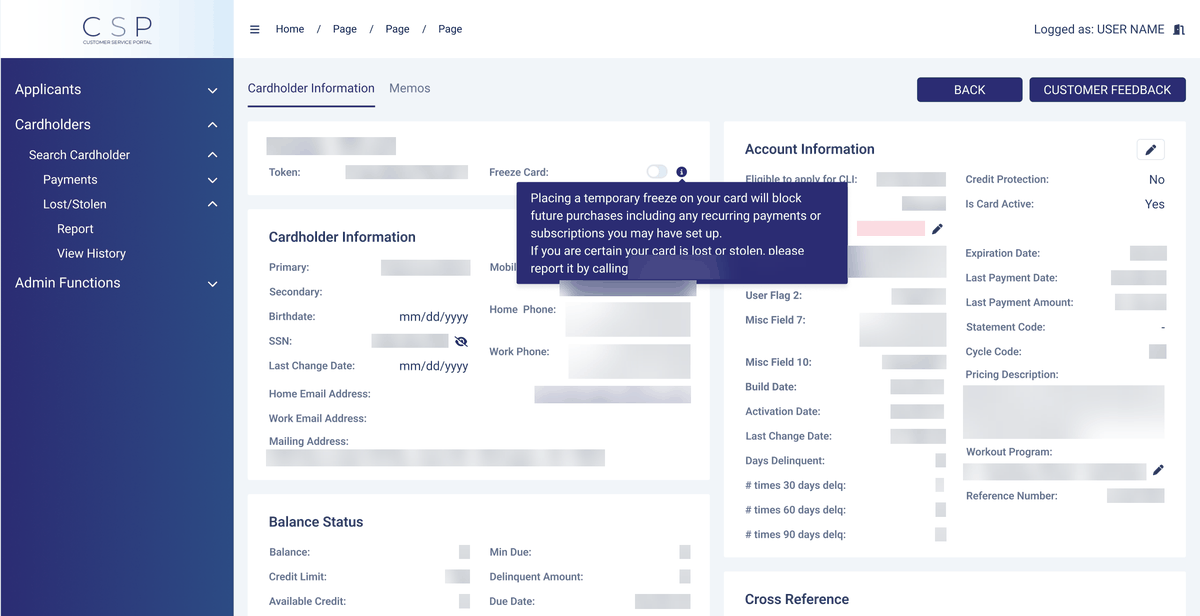 CSP
CUSTOMER SERVICE PORTAL
Home / Page / Page / Page
Logged as: USER NAME
Applicants
Cardholders
Search Cardholder
Payments
Lost/Stolen
Report
View History
Admin Functions
Cardholder Information
Memos
BACK
CUSTOMER FEEDBACK
Token:
Freeze Card:
Placing a temporary freeze on your card will block
future purchases including any recurring payments or
subscriptions you may have set up.
If you are certain your card is lost or stolen, please
report it by calling
Cardholder Information
Primary:
Secondary:
Birthdate: mm/dd/yyyy
SSN:
Last Change Date: mm/dd/yyyy
Home Email Address:
Work Email Address:
Mailing Address:
Home Phone:
Work Phone:
Balance Status
Balance:
Credit Limit:
Available Credit:
Min Due:
Delinquent Amount:
Due Date:
Account Information
Eligible to apply for CLI:
User Flag 2:
Misc Field 7:
Misc Field 10:
Build Date:
Activation Date:
Last Change Date:
Days Delinquent:
# times 30 days delq:
# times 60 days delq:
# times 90 days delq:
Credit Protection: No
Is Card Active: Yes
Expiration Date:
Last Payment Date:
Last Payment Amount:
Statement Code: -
Cycle Code:
Pricing Description:
Workout Program:
Reference Number:
Cross Reference